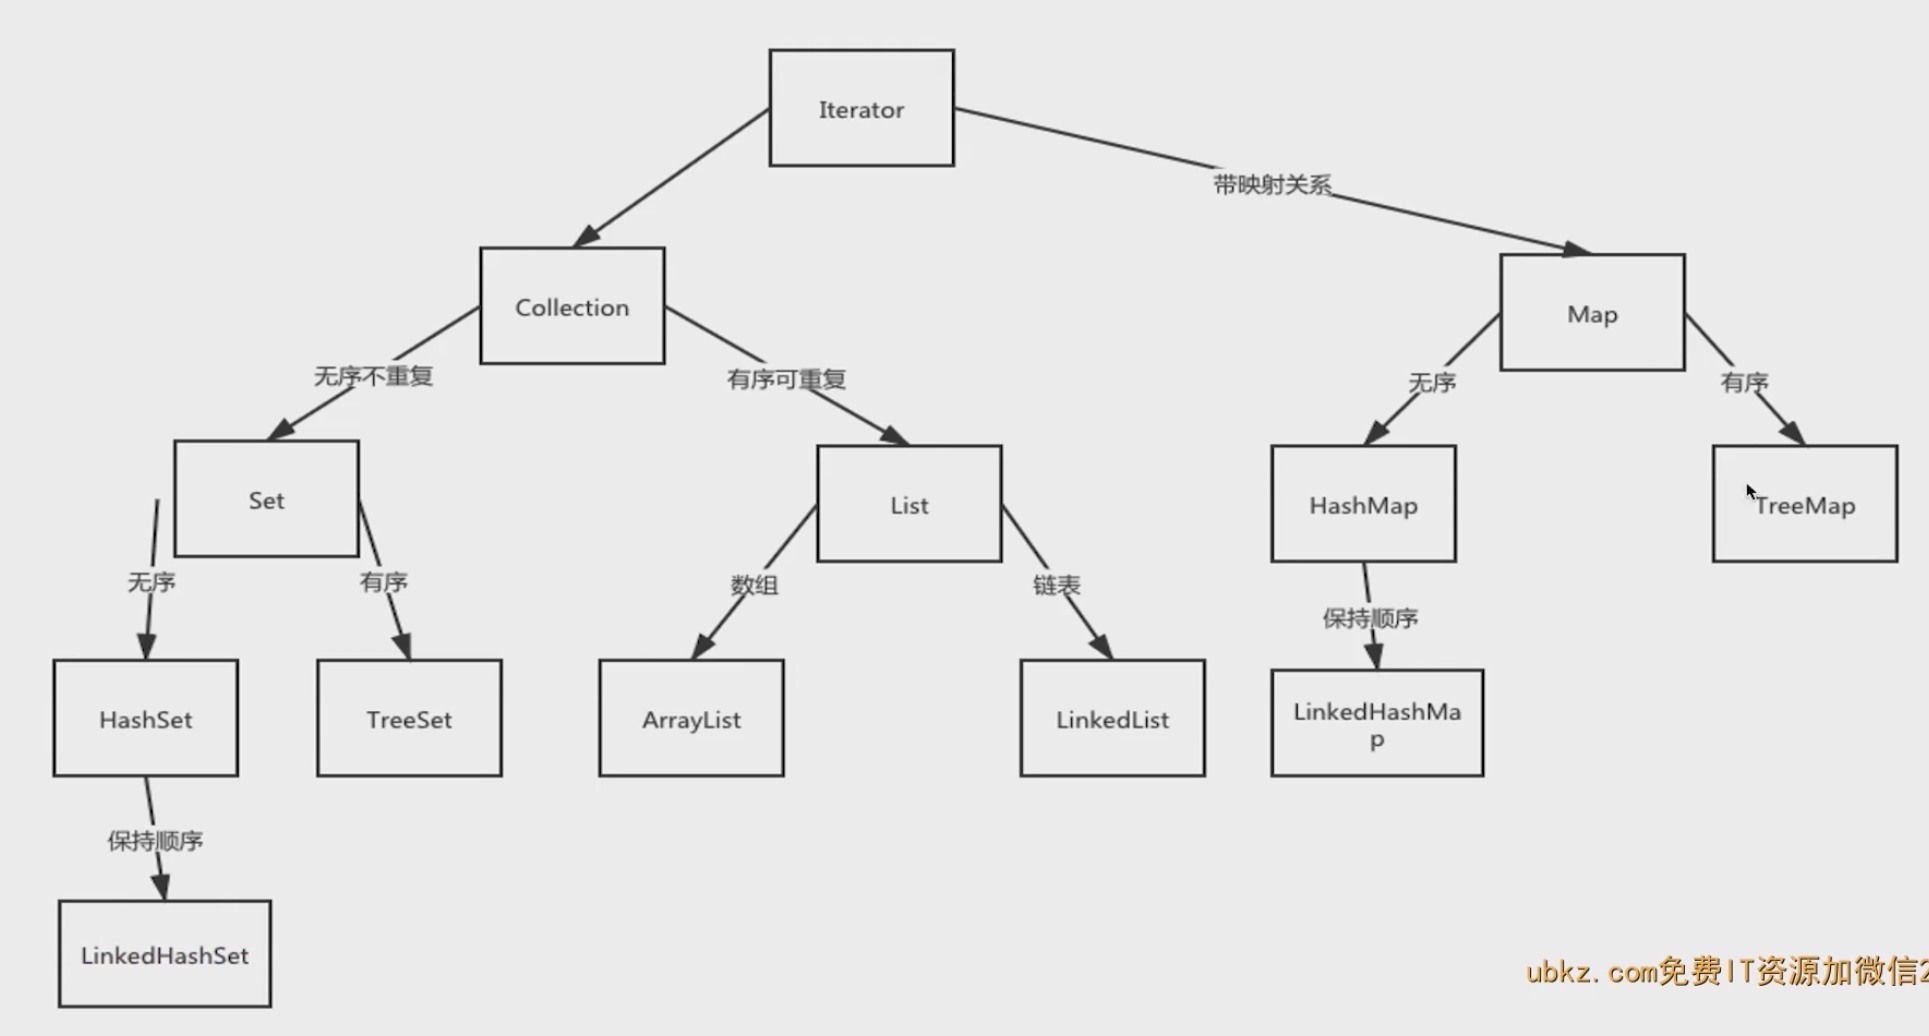 Iterator
带映射关系
Collection
Map
无序不重复
有序可重复
无序
有序
Set
List
HashMap
TreeMap
无序
有序
数组
链表
保持顺序
HashSet
TreeSet
ArrayList
LinkedList
LinkedHashMa
p
保持顺序
LinkedHashSet
ubkz.com免费IT资源加微信2